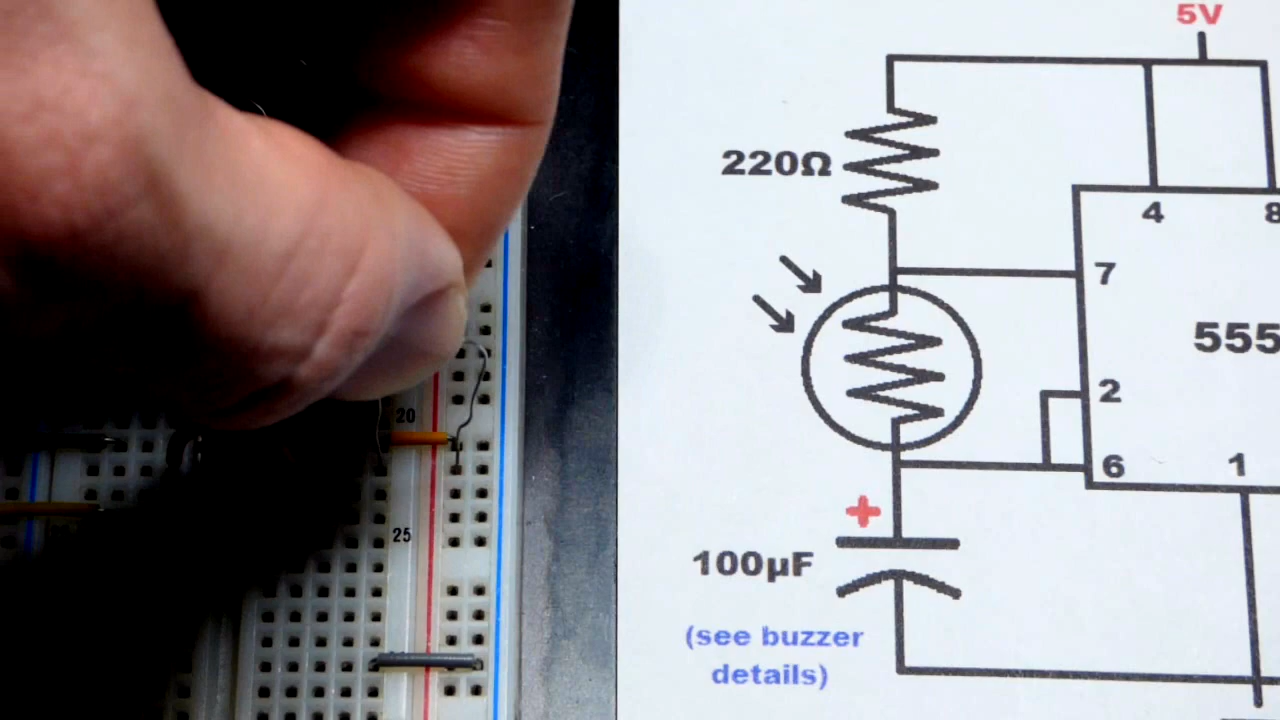 20
25
5V
220Ω
4
8
7
555
2
6
1
+
100µF
(see buzzer
details)